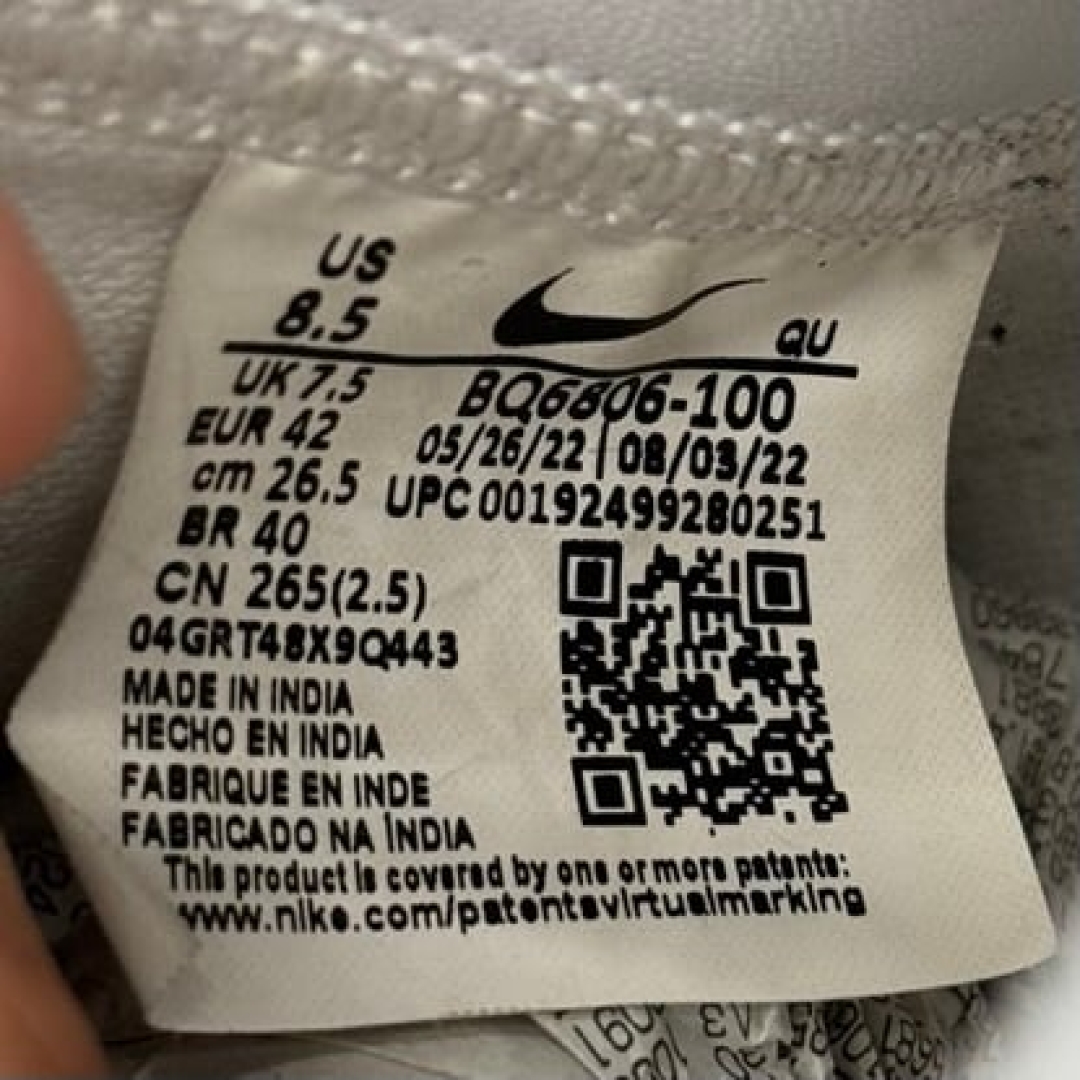 US
8.5
QU
UK 7.5
BQ6806-100
EUR 42
05/26/22 | 08/03/22
cm 26.5
UPC 00192499280251
BR 40
CN 265(2.5)
04GRT48X9Q443
MADE IN INDIA
HECHO EN INDIA
FABRIQUE EN INDE
FABRICADO NA ÍNDIA
This product is covered by one or more patents:
www.nike.com/patentsvirtualmarking